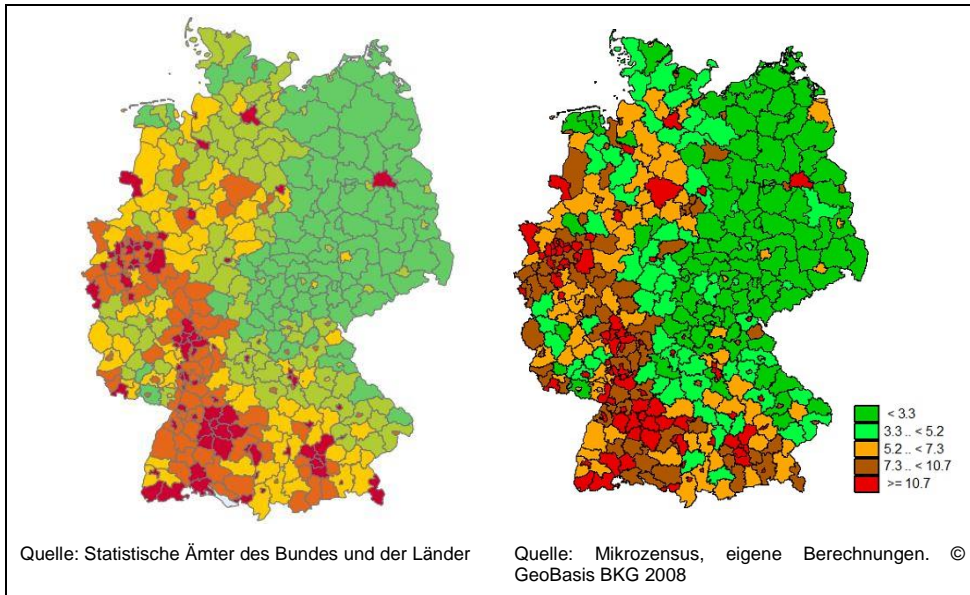 < 3.3
3.3 .. < 5.2
5.2 .. < 7.3
7.3 .. < 10.7
>= 10.7
Quelle: Statistische Ämter des Bundes und der Länder
Quelle: Mikrozensus, eigene Berechnungen. ©
GeoBasis BKG 2008